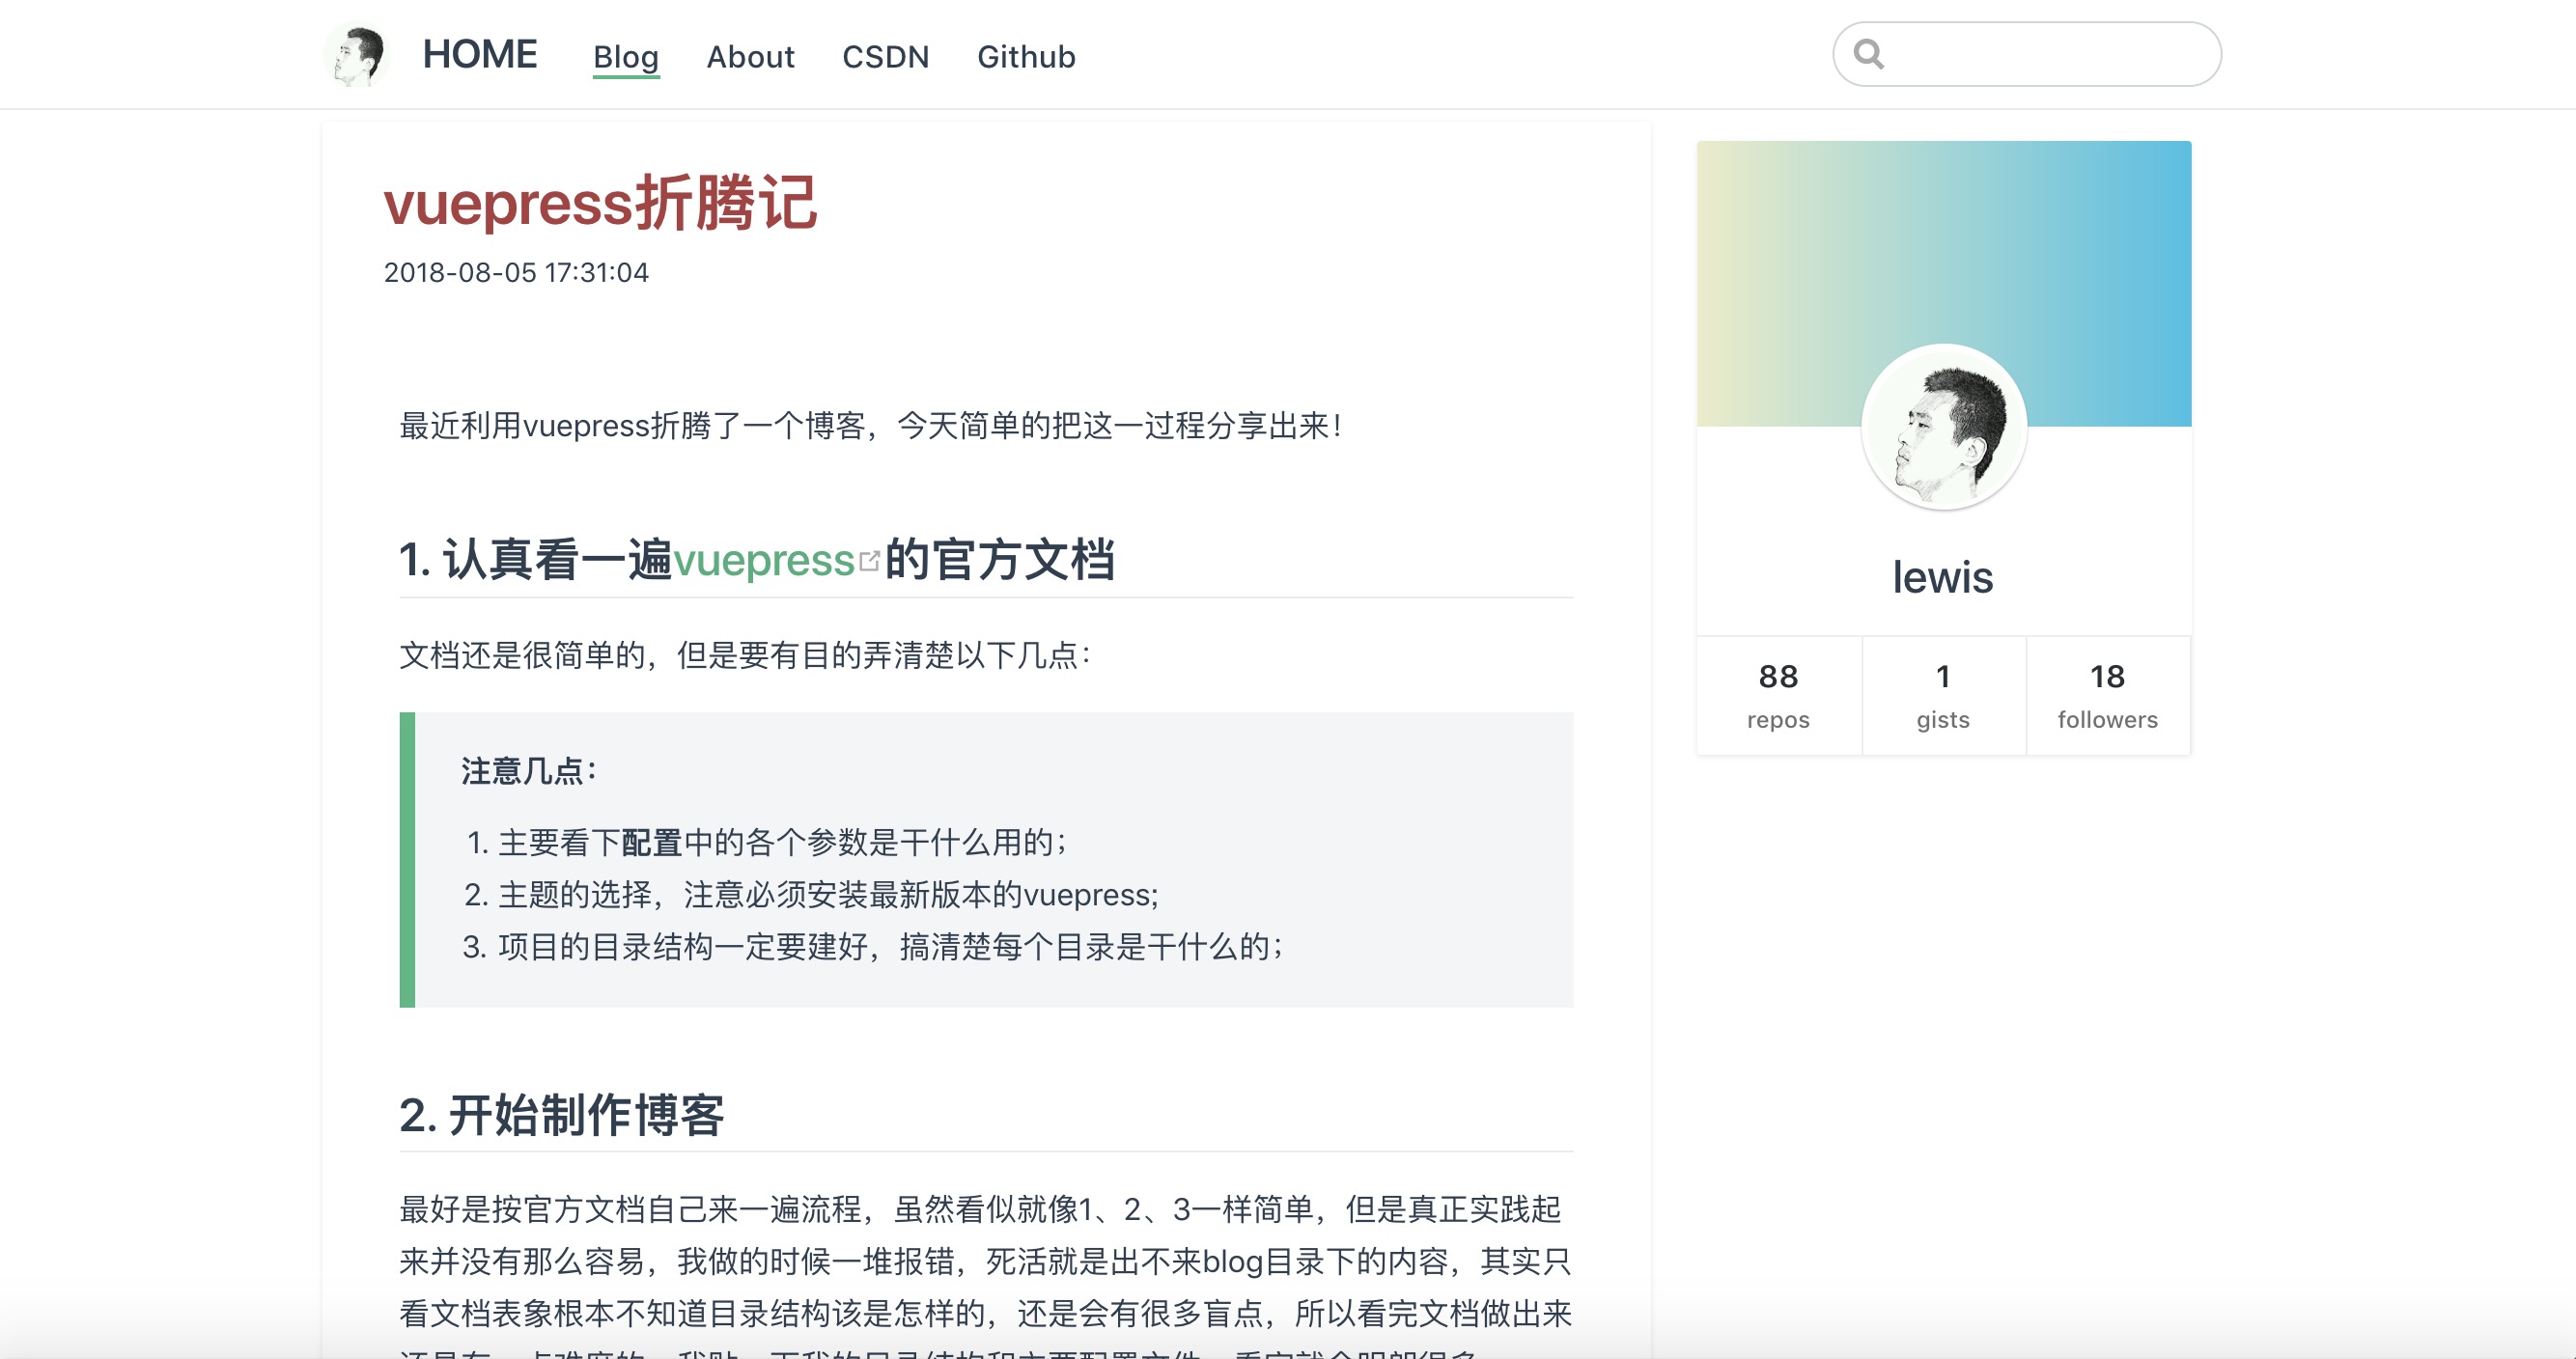 HOME Blog About CSDN Github
vuepress折腾记
2018-08-05 17:31:04
最近利用vuepress折腾了一个博客，今天简单的把这一过程分享出来！
1. 认真看一遍vuepress的官方文档
文档还是很简单的，但是要有目的弄清楚以下几点：
注意几点：
1. 主要看下配置中的各个参数是干什么用的；
2. 主题的选择，注意必须安装最新版本的vuepress;
3. 项目的目录结构一定要建好，搞清楚每个目录是干什么的；
2. 开始制作博客
最好是按官方文档自己来一遍流程，虽然看似就像1、2、3一样简单，但是真正实践起
来并没有那么容易，我做的时候一堆报错，死活就是出不来blog目录下的内容，其实只
看文档表象根本不知道目录结构该是怎样的，还是会有很多盲点，所以看完文档做出来
lewis
88 1 18
repos gists followers